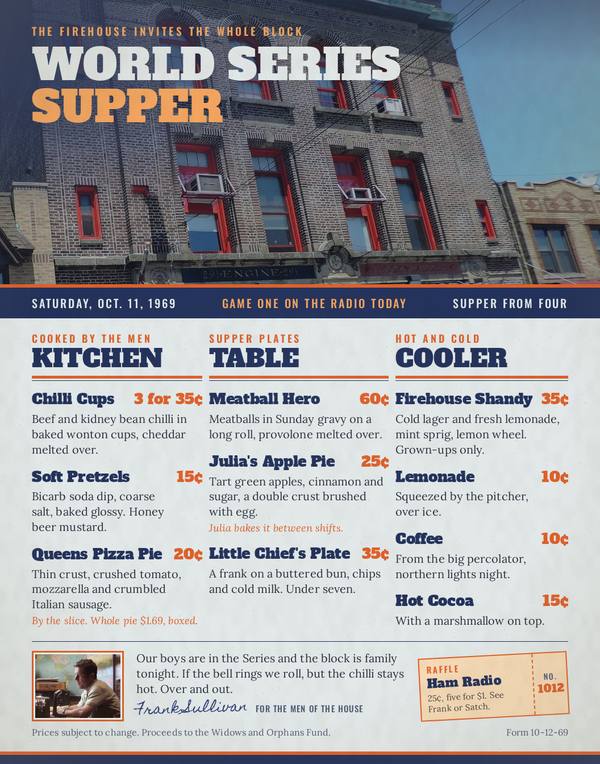 THE FIREHOUSE INVITES THE WHOLE BLOCK
WORLD SERIES
SUPPER
ENGINE
SATURDAY, OCT. 11, 1969
GAME ONE ON THE RADIO TODAY
SUPPER FROM FOUR
COOKED BY THE MEN
KITCHEN
Chilli Cups 3 for 35¢
Beef and kidney bean chilli in
baked wonton cups, cheddar
melted over.
Soft Pretzels 15¢
Bicarb soda dip, coarse
salt, baked glossy. Honey
beer mustard.
Queens Pizza Pie 20¢
Thin crust, crushed tomato,
mozzarella and crumbled
Italian sausage.
By the slice. Whole pie $1.69, boxed.
SUPPER PLATES
TABLE
Meatball Hero 60¢
Meatballs in Sunday gravy on a
long roll, provolone melted over.
Julia's Apple Pie 25¢
Tart green apples, cinnamon and
sugar, a double crust brushed
with egg.
Julia bakes it between shifts.
Little Chief's Plate 35¢
A frank on a buttered bun, chips
and cold milk. Under seven.
HOT AND COLD
COOLER
Firehouse Shandy 35¢
Cold lager and fresh lemonade,
mint sprig, lemon wheel.
Grown-ups only.
Lemonade 10¢
Squeezed by the pitcher,
over ice.
Coffee 10¢
From the big percolator,
northern lights night.
Hot Cocoa 15¢
With a marshmallow on top.
Our boys are in the Series and the block is family
tonight. If the bell rings we roll, but the chilli stays
hot. Over and out.
Frank Sullivan FOR THE MEN OF THE HOUSE
RAFFLE
Ham Radio
25¢, five for $1. See
Frank or Satch.
NO.
1012
Prices subject to change. Proceeds to the Widows and Orphans Fund.
Form 10-12-69